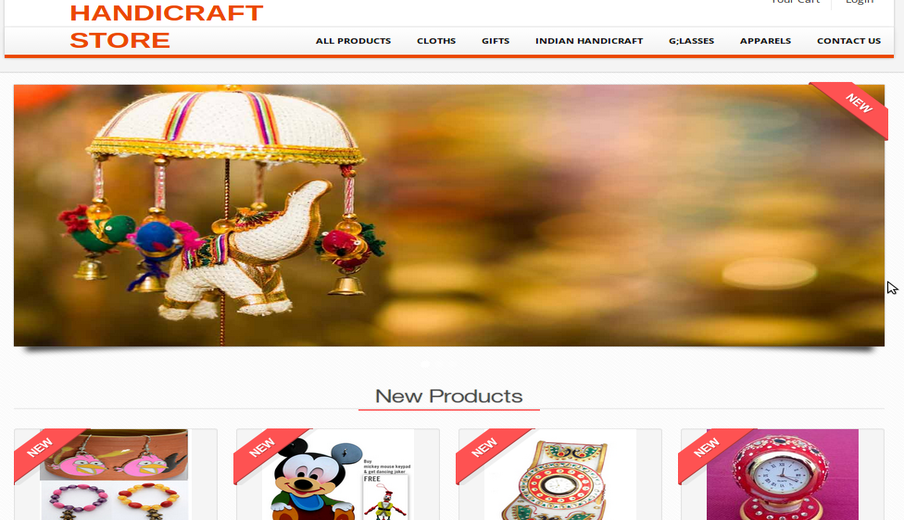 Your Cart
Login
HANDICRAFT
STORE
ALL PRODUCTS
CLOTHS
GIFTS
INDIAN HANDICRAFT
G;LASSES
APPARELS
CONTACT US
NEW
New Products
NEW
NEW
Buy
mickey mouse keypad
& get dancing joker
FREE
NEW
NEW